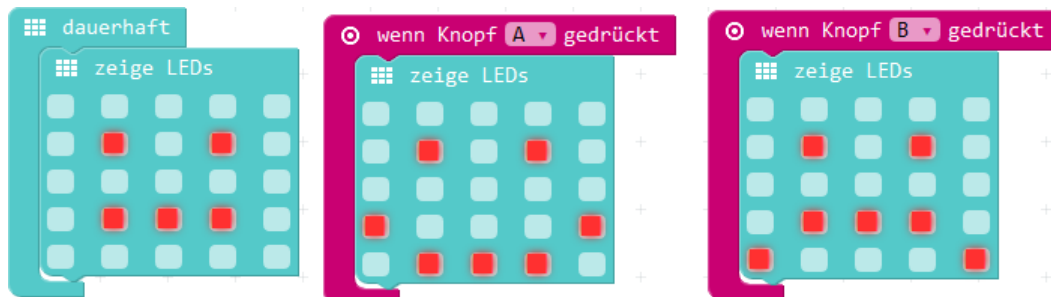 dauerhaft
zeige LEDs
wenn Knopf A gedrückt
zeige LEDs
wenn Knopf B gedrückt
zeige LEDs